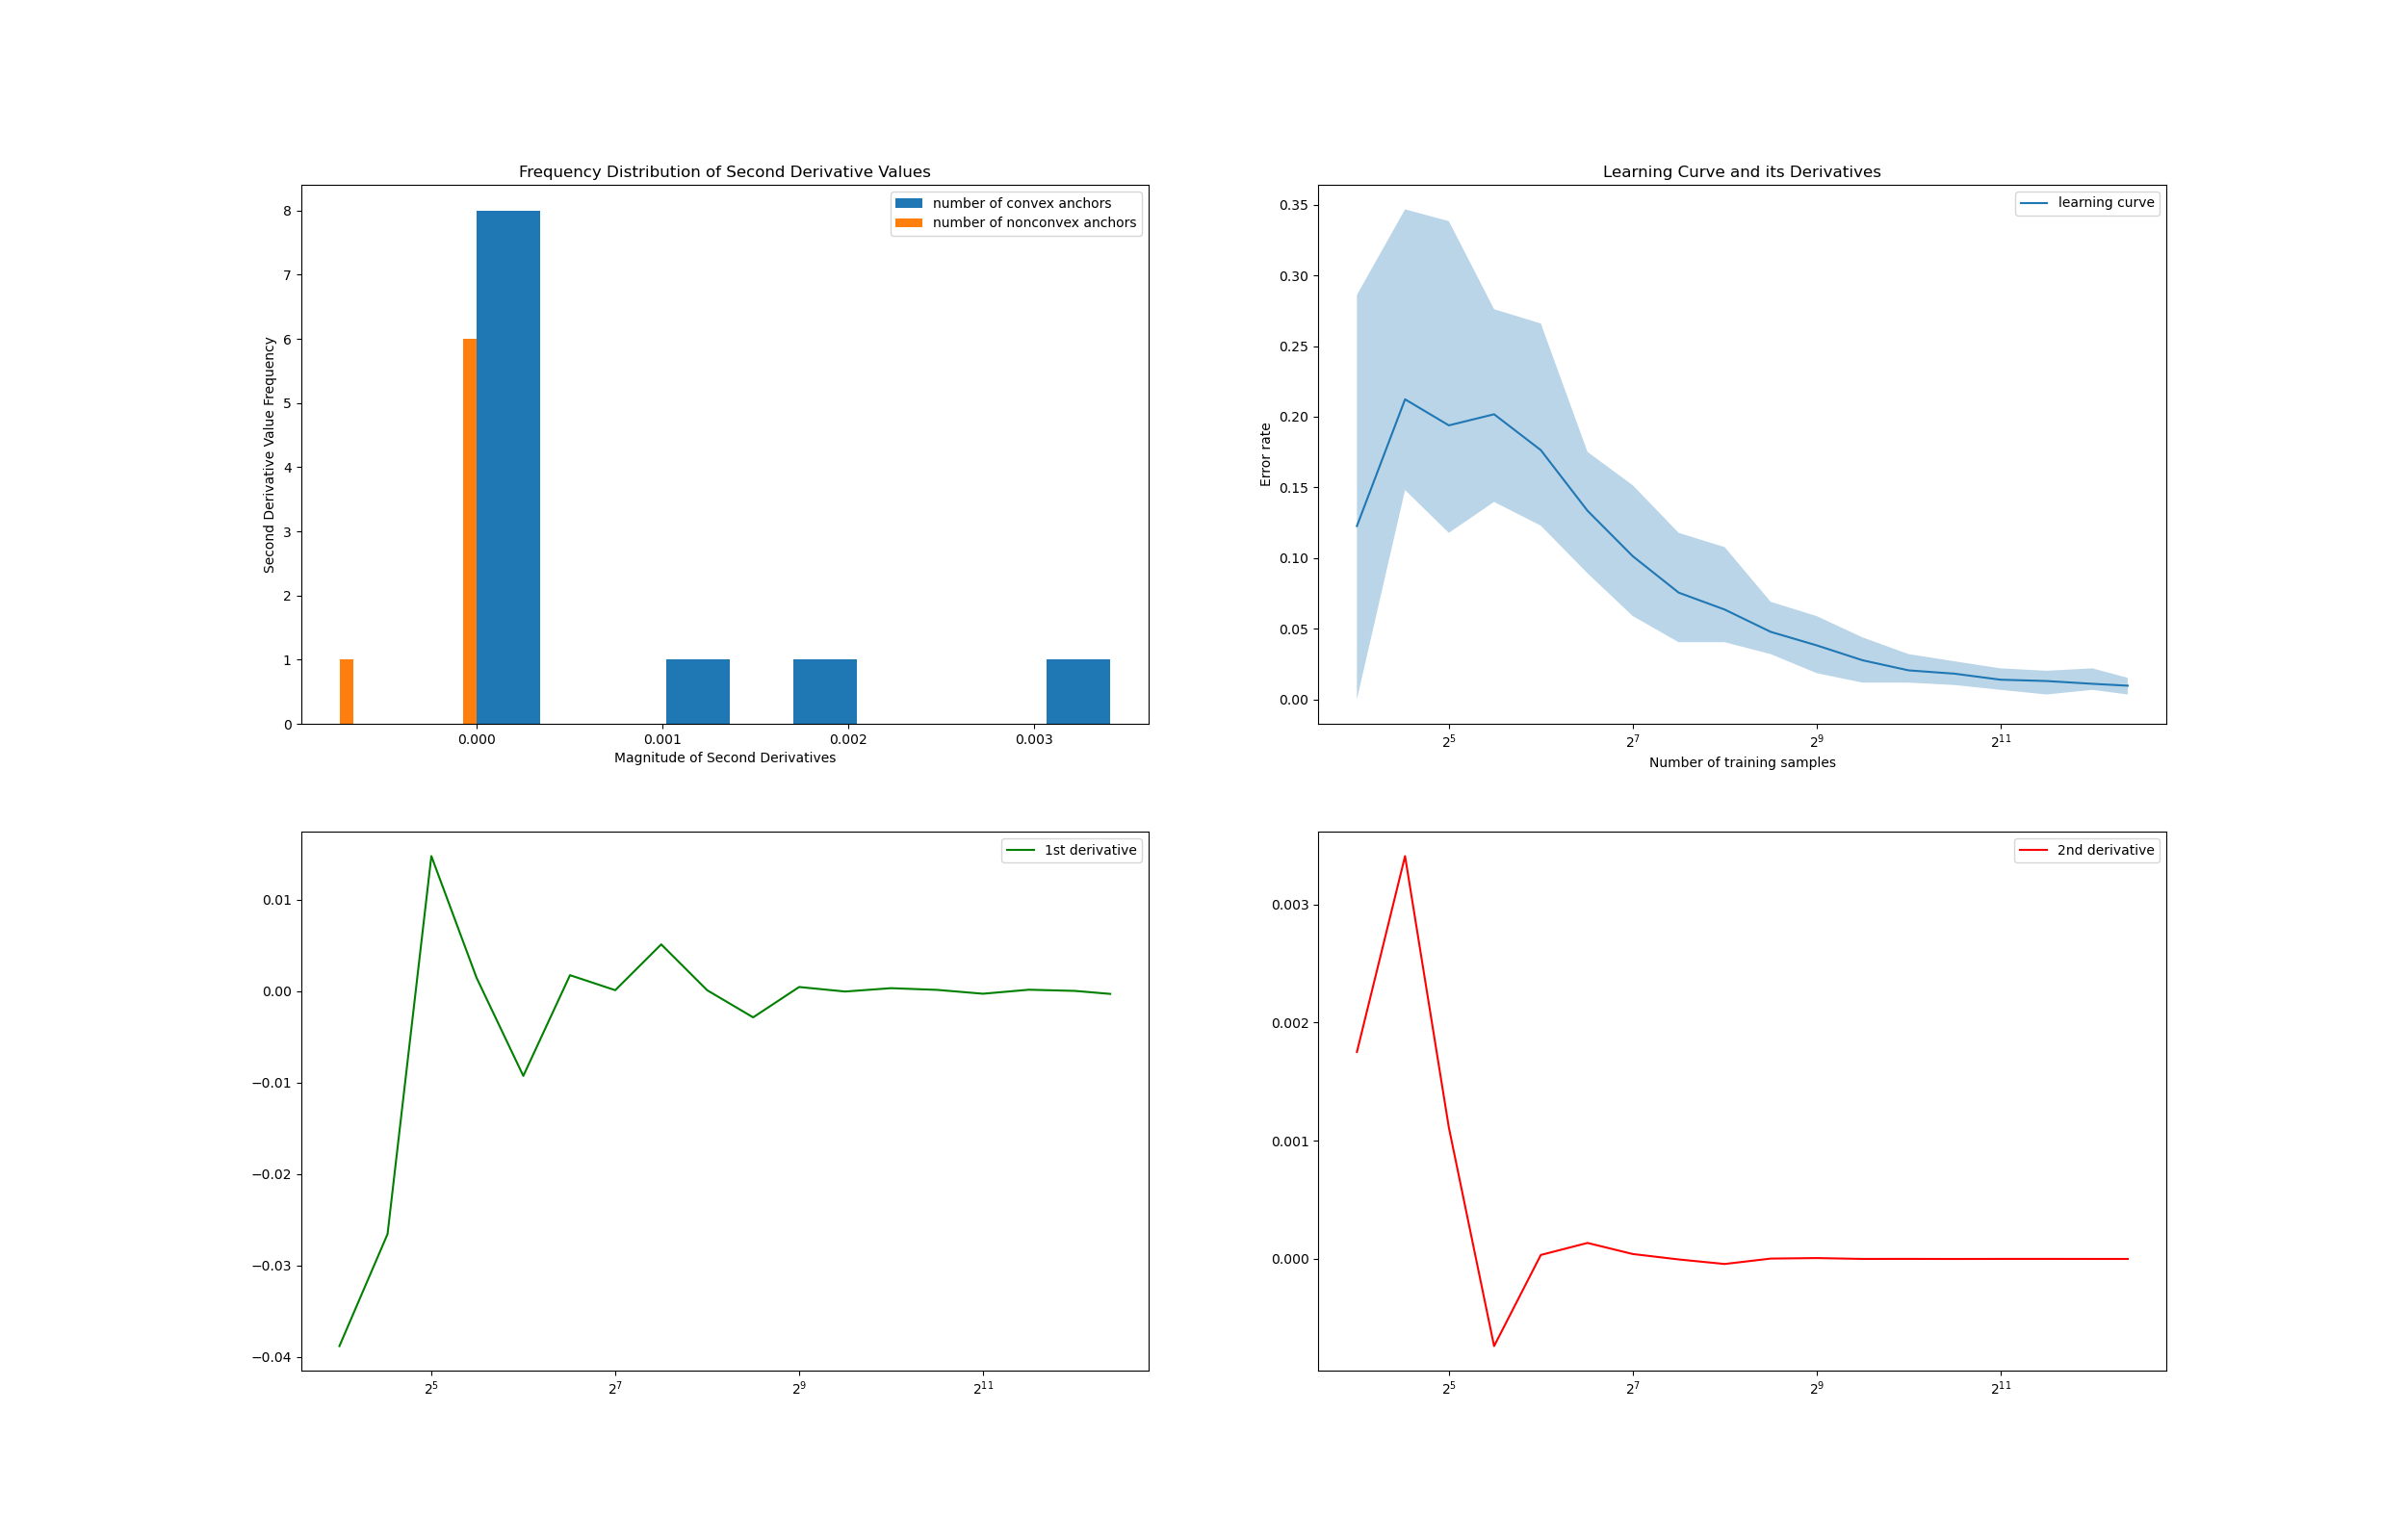 Frequency Distribution of Second Derivative Values
number of convex anchors
number of nonconvex anchors
8
7
6
5
4
3
2
1
0
Second Derivative Value Frequency
0.000 0.001 0.002 0.003
Magnitude of Second Derivatives
Learning Curve and its Derivatives
learning curve
0.35
0.30
0.25
0.20
0.15
0.10
0.05
0.00
Error rate
2^5 2^7 2^9 2^11
Number of training samples
1st derivative
0.01
0.00
−0.01
−0.02
−0.03
−0.04
2^5 2^7 2^9 2^11
2nd derivative
0.003
0.002
0.001
0.000
2^5 2^7 2^9 2^11